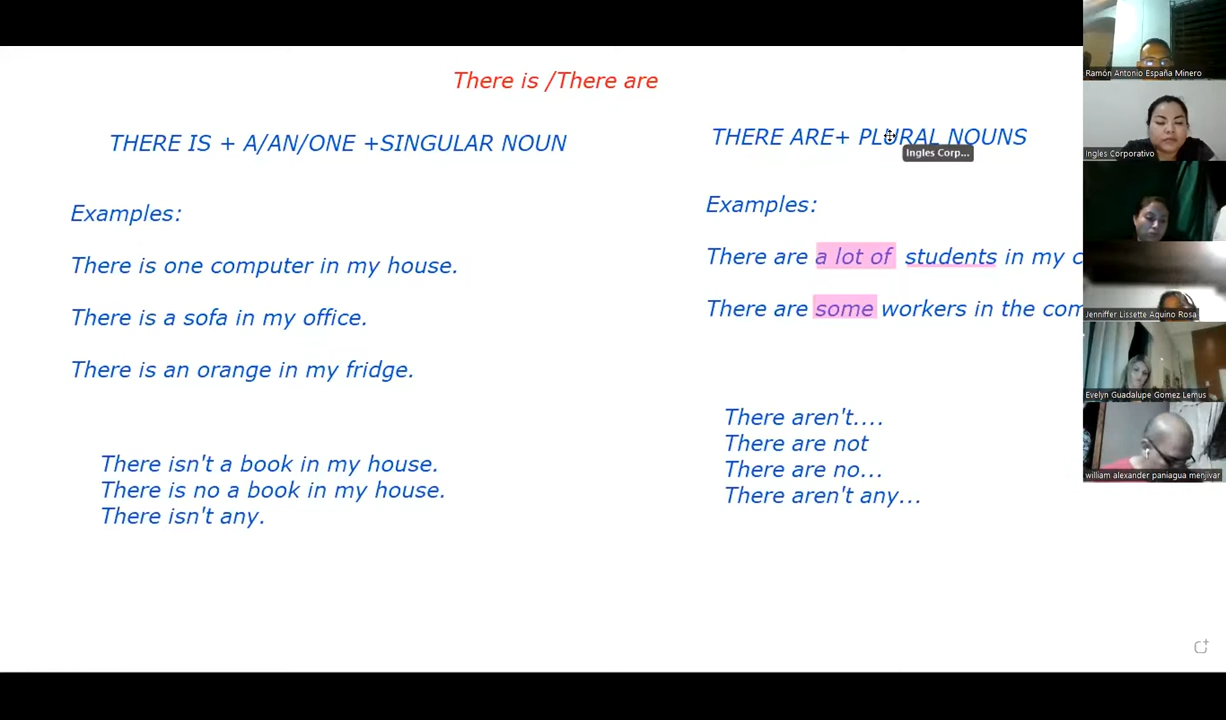 There is /There are
THERE IS + A/AN/ONE +SINGULAR NOUN
Examples:
There is one computer in my house.
There is a sofa in my office.
There is an orange in my fridge.
There isn't a book in my house.
There is no a book in my house.
There isn't any.
THERE ARE+ PLURAL NOUNS
Ingles Corp...
Examples:
There are a lot of students in my c
There are some workers in the com
There aren't....
There are not
There are no...
There aren't any...
Ramón Antonio España Minero
Ingles Corporativo
Jenniffer Lissette Aquino Rosa
Evelyn Guadalupe Gomez Lemus
william alexander paniagua menjivar